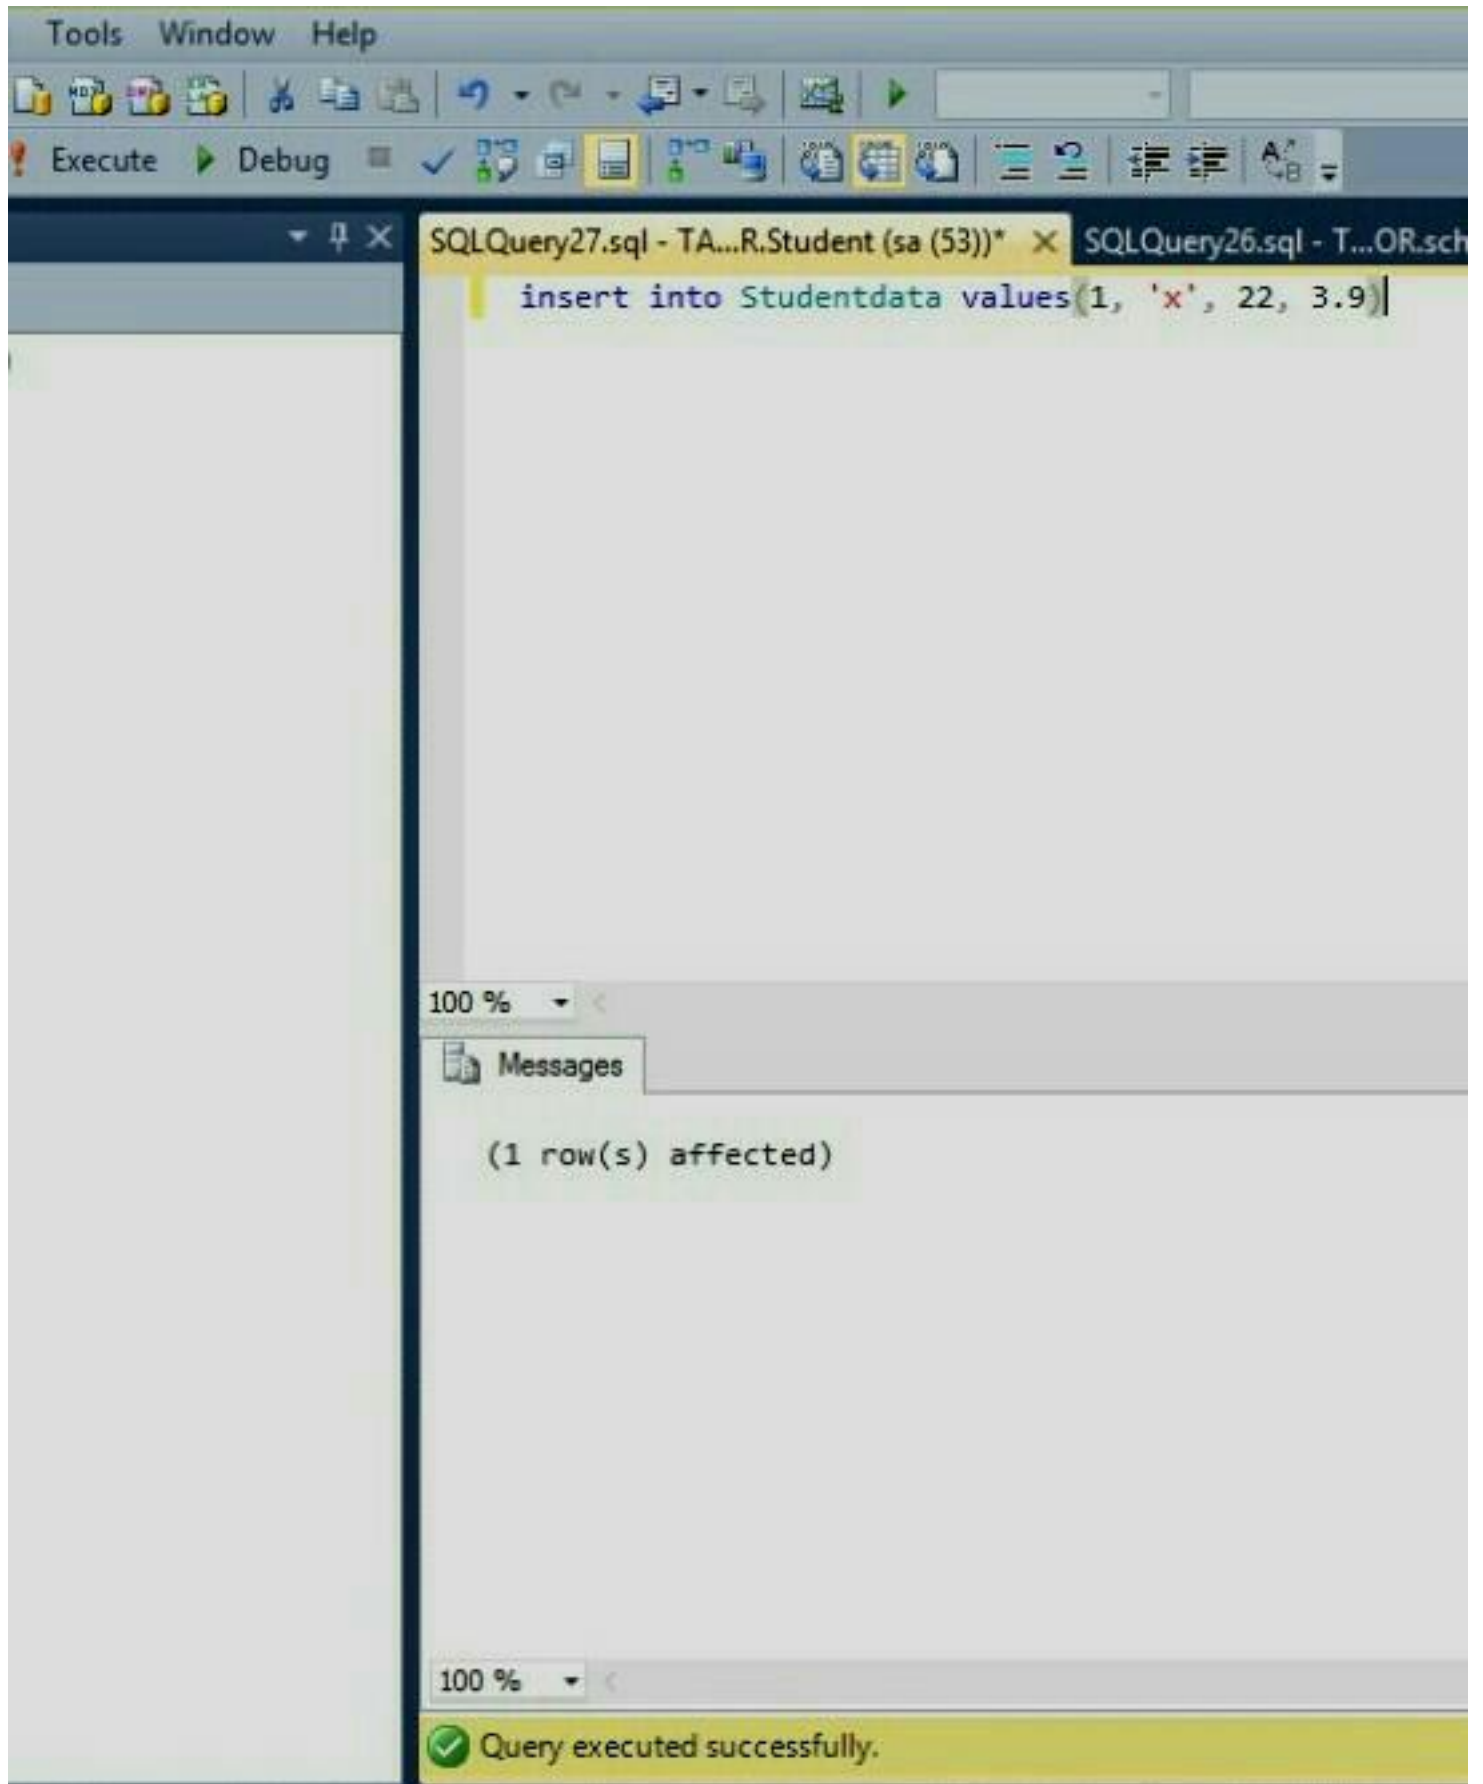 Tools Window Help
Execute Debug
SQLQuery27.sql - TA...R.Student (sa (53))* SQLQuery26.sql - T...OR.sch
insert into Studentdata values(1, 'x', 22, 3.9)
100 %
Messages
(1 row(s) affected)
100 %
Query executed successfully.